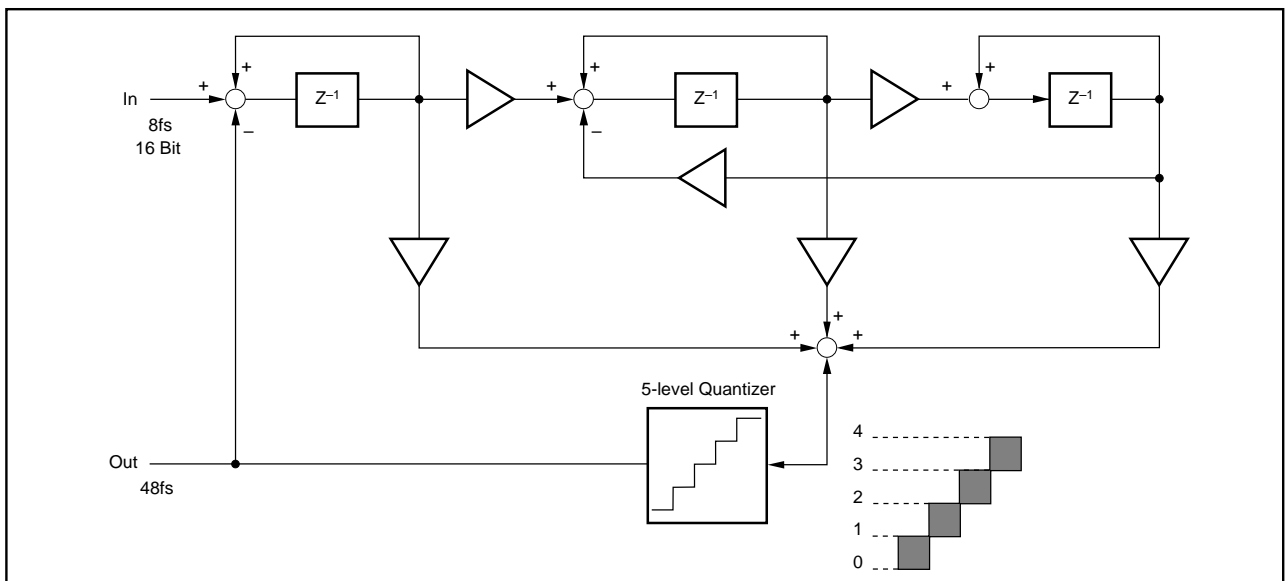 +
+
+
+
Z⁻¹
Z⁻¹
Z⁻¹
In
+
+
+
–
–
8fs
16 Bit
+
+
+
5-level Quantizer
4
3
2
1
0
Out
48fs